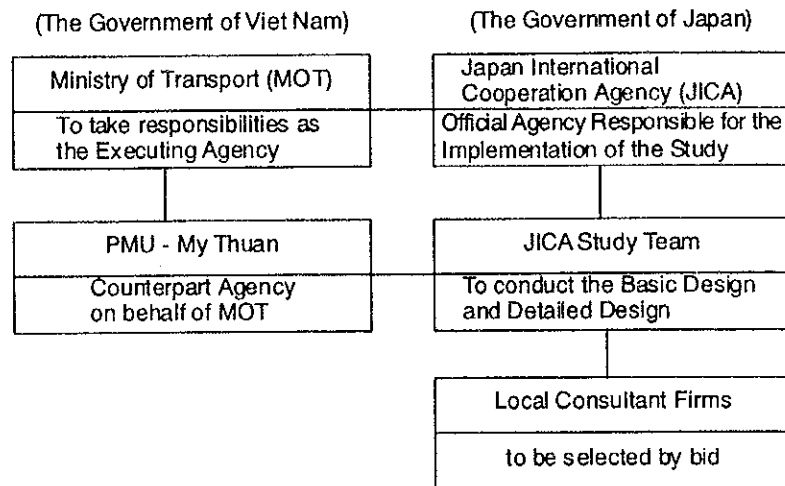 (The Government of Viet Nam)
(The Government of Japan)
Ministry of Transport (MOT)
To take responsibilities as
the Executing Agency
Japan International
Cooperation Agency (JICA)
Official Agency Responsible for the
Implementation of the Study
PMU - My Thuan
Counterpart Agency
on behalf of MOT
JICA Study Team
To conduct the Basic Design
and Detailed Design
Local Consultant Firms
to be selected by bid